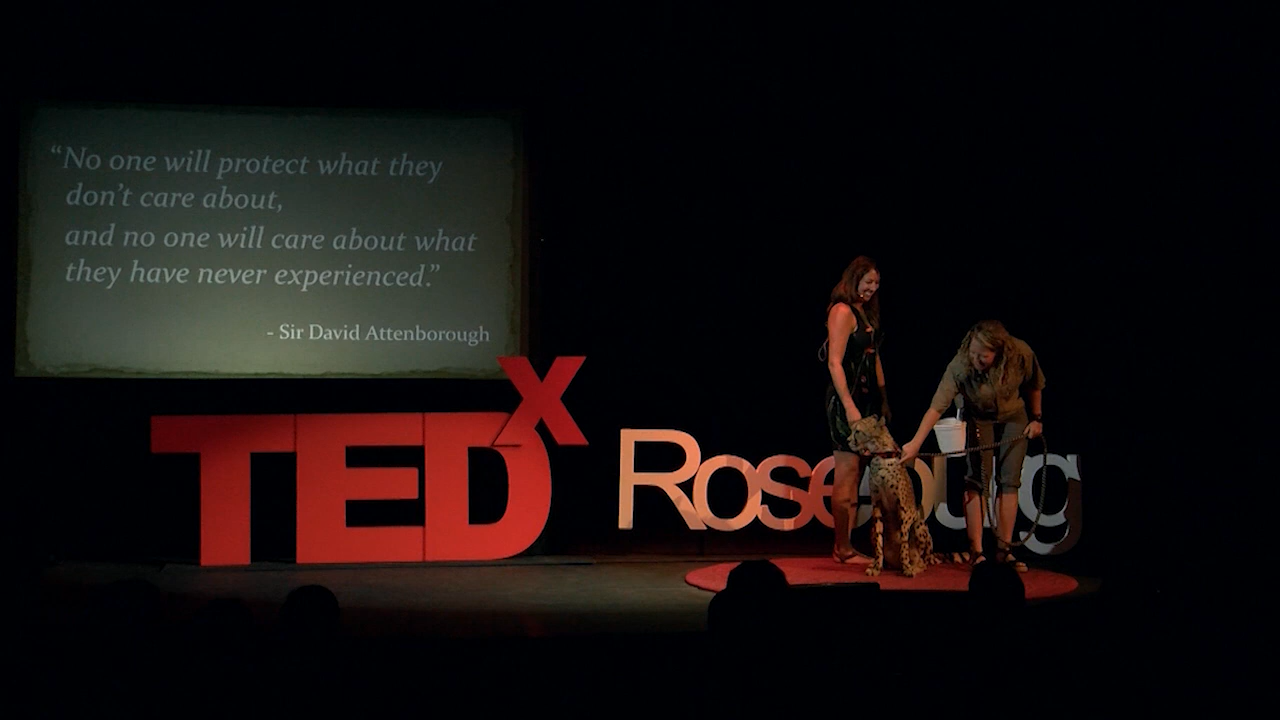 “No one will protect what they
don’t care about,
and no one will care about what
they have never experienced.”
- Sir David Attenborough
TEDx
Roseburg